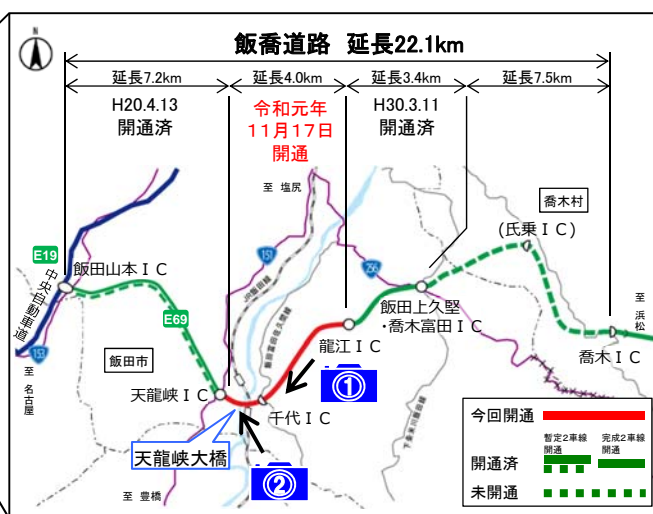 N
飯喬道路 延長22.1km
延長7.2km
延長4.0km
延長3.4km
延長7.5km
H20.4.13
開通済
令和元年
11月17日
開通
H30.3.11
開通済
至 塩尻
喬木村
(氏乗IC)
151
256
E19
飯田山本IC
中央自動車道
JR飯田線
E69
飯田上久堅
・喬木富田IC
至 浜松
153
飯田市
龍江IC
喬木IC
至 名古屋
①
天龍峡IC
千代IC
天龍峡大橋
②
至 豊橋
今回開通
暫定2車線
開通
完成2車線
開通
開通済
未開通